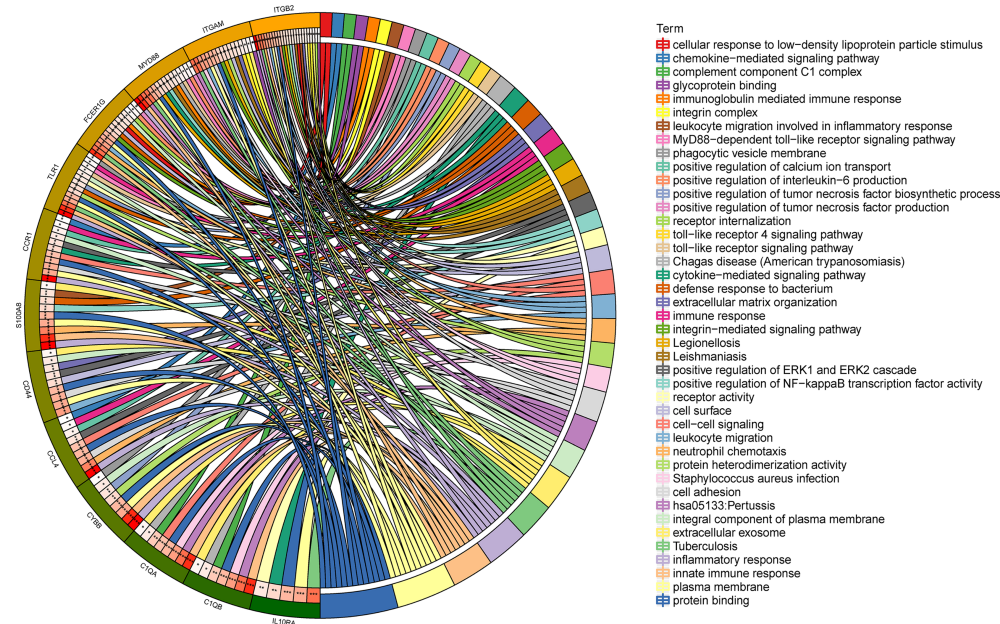 ITGB2
ITGAM
MYD88
FCER1G
TLR1
CCR1
S100A8
CD44
CCL4
CYBB
C1QA
C1QB
IL10RA
Term
cellular response to low−density lipoprotein particle stimulus
chemokine−mediated signaling pathway
complement component C1 complex
glycoprotein binding
immunoglobulin mediated immune response
integrin complex
leukocyte migration involved in inflammatory response
MyD88−dependent toll−like receptor signaling pathway
phagocytic vesicle membrane
positive regulation of calcium ion transport
positive regulation of interleukin−6 production
positive regulation of tumor necrosis factor biosynthetic process
positive regulation of tumor necrosis factor production
receptor internalization
toll−like receptor 4 signaling pathway
toll−like receptor signaling pathway
Chagas disease (American trypanosomiasis)
cytokine−mediated signaling pathway
defense response to bacterium
extracellular matrix organization
immune response
integrin−mediated signaling pathway
Legionellosis
Leishmaniasis
positive regulation of ERK1 and ERK2 cascade
positive regulation of NF−kappaB transcription factor activity
receptor activity
cell surface
cell−cell signaling
leukocyte migration
neutrophil chemotaxis
protein heterodimerization activity
Staphylococcus aureus infection
cell adhesion
hsa05133:Pertussis
integral component of plasma membrane
extracellular exosome
Tuberculosis
inflammatory response
innate immune response
plasma membrane
protein binding